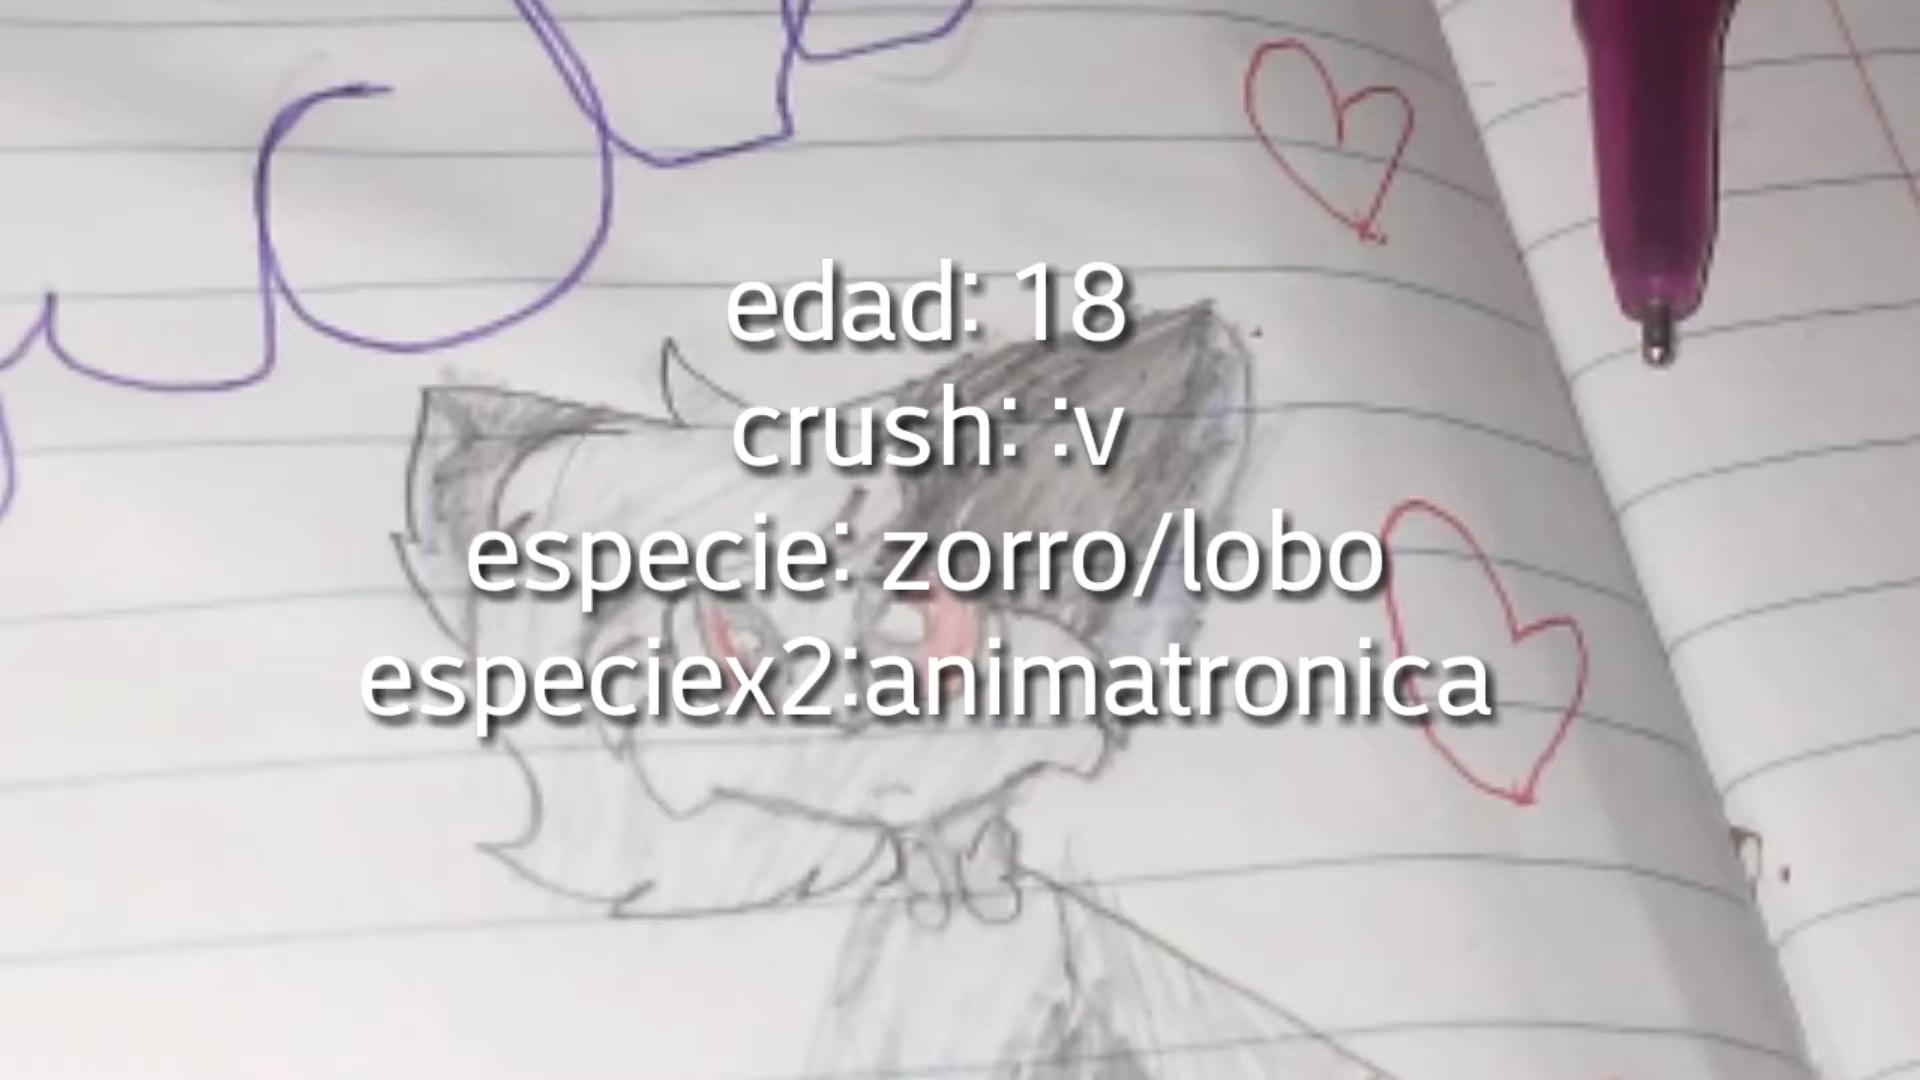 edad: 18
crush: :v
especie: zorro/lobo
especiex2:animatronica